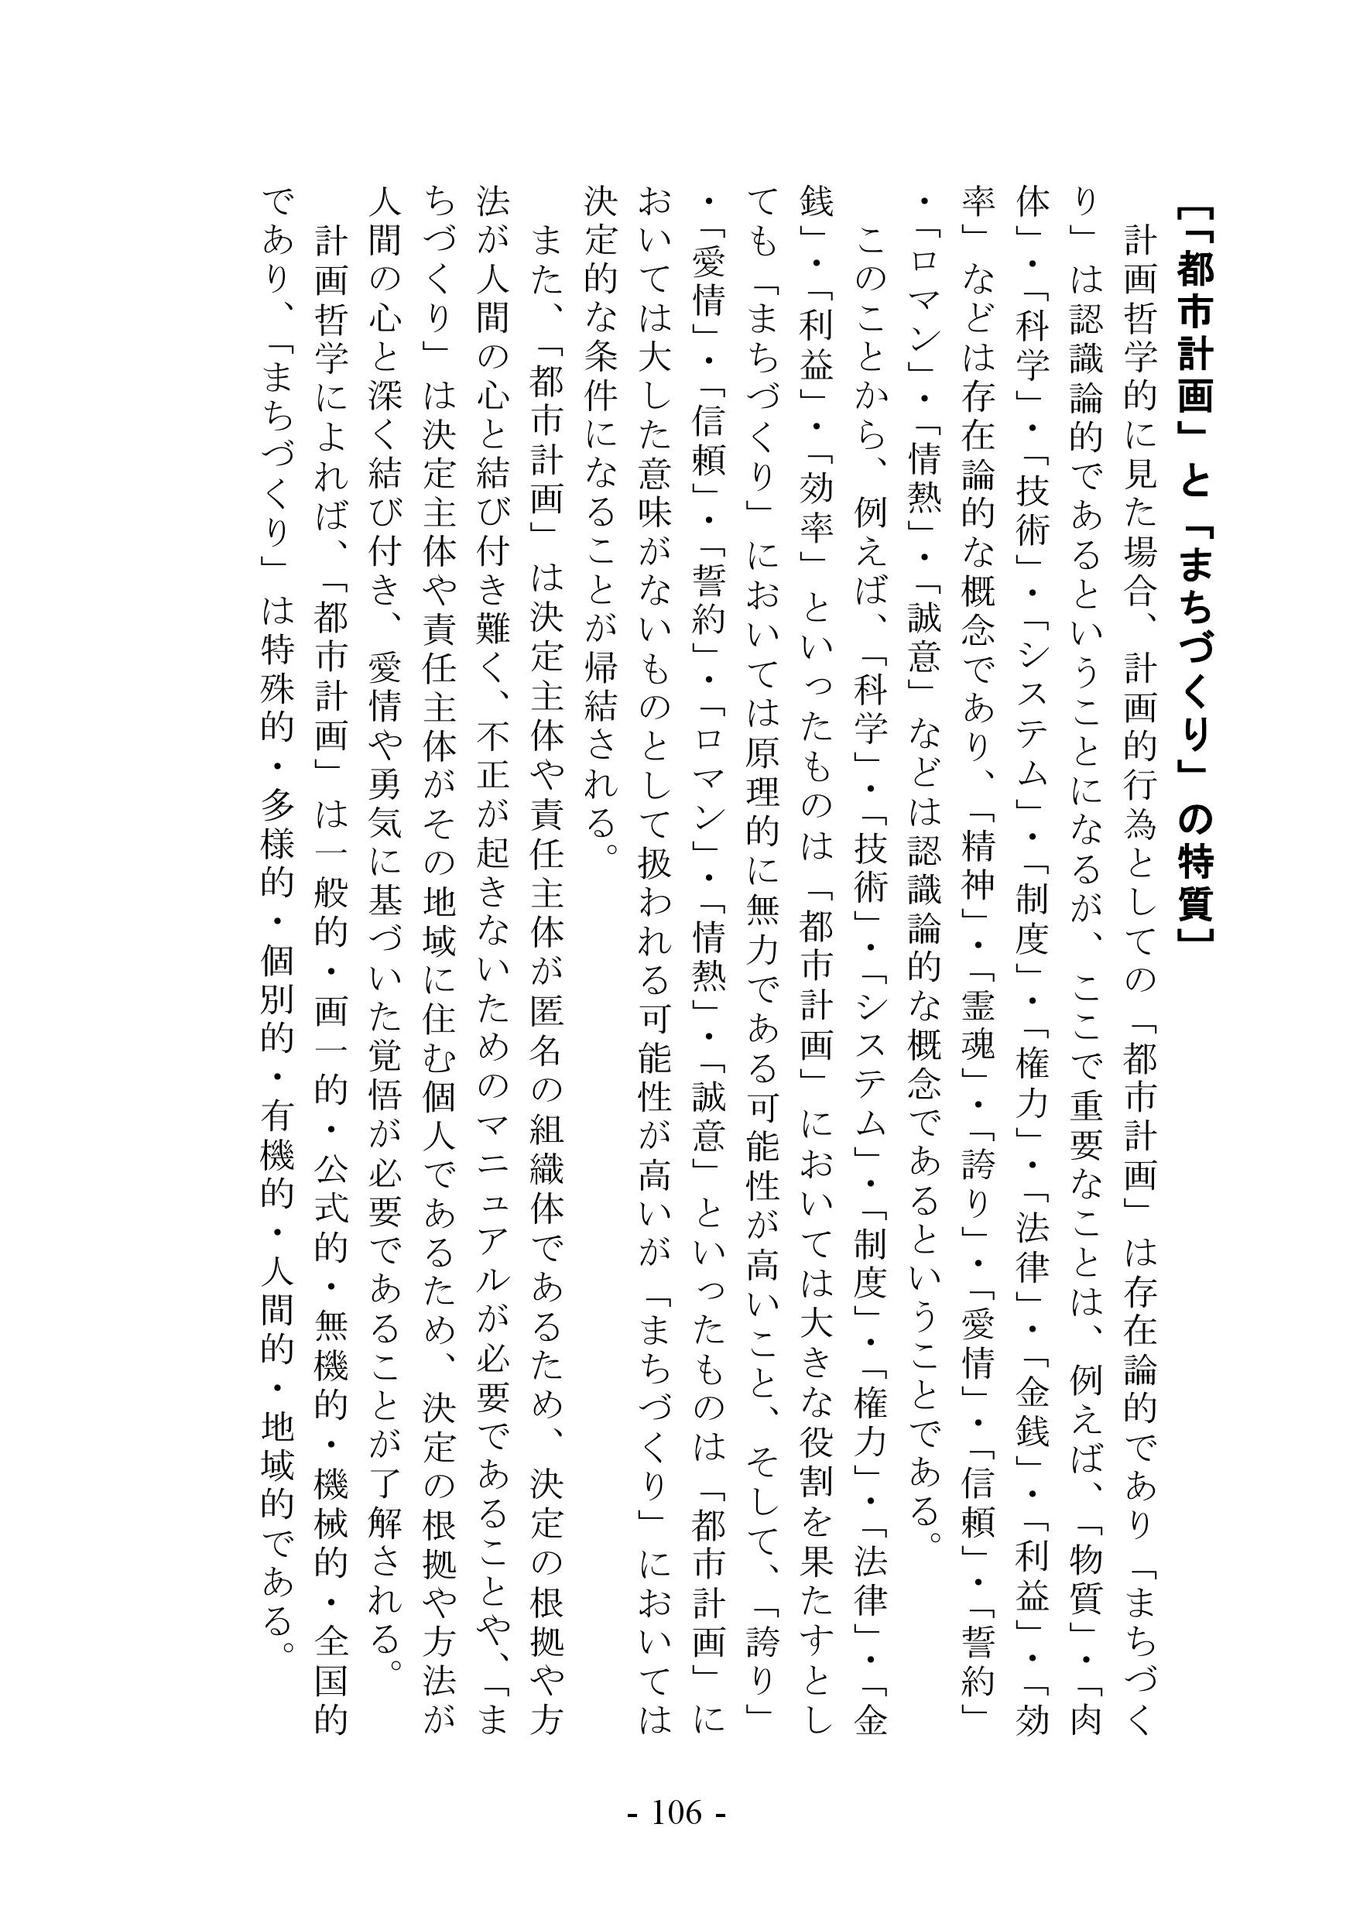 ［「都市計画」と「まちづくり」の特質］
　計画哲学的に見た場合、計画的行為としての「都市計画」は存在論的であり「まちづく
り」は認識論的であるということになるが、ここで重要なことは、例えば、「物質」・「肉
体」・「科学」・「技術」・「システム」・「制度」・「権力」・「法律」・「金銭」・「利益」・「効
率」などは存在論的な概念であり、「精神」・「霊魂」・「誇り」・「愛情」・「信頼」・「誓約」
・「ロマン」・「情熱」・「誠意」などは認識論的な概念であるということである。
　このことから、例えば、「科学」・「技術」・「システム」・「制度」・「権力」・「法律」・「金
銭」・「利益」・「効率」といったものは「都市計画」においては大きな役割を果たすとし
ても「まちづくり」においては原理的に無力である可能性が高いこと、そして、「誇り」
・「愛情」・「信頼」・「誓約」・「ロマン」・「情熱」・「誠意」といったものは「都市計画」に
おいては大した意味がないものとして扱われる可能性が高いが「まちづくり」においては
決定的な条件になることが帰結される。
　また、「都市計画」は決定主体や責任主体が匿名の組織体であるため、決定の根拠や方
法が人間の心と結び付き難く、不正が起きないためのマニュアルが必要であることや、「ま
ちづくり」は決定主体や責任主体がその地域に住む個人であるため、決定の根拠や方法が
人間の心と深く結び付き、愛情や勇気に基づいた覚悟が必要であることが了解される。
　計画哲学によれば、「都市計画」は一般的・画一的・公式的・無機的・機械的・全国的
であり、「まちづくり」は特殊的・多様的・個別的・有機的・人間的・地域的である。
- 106 -